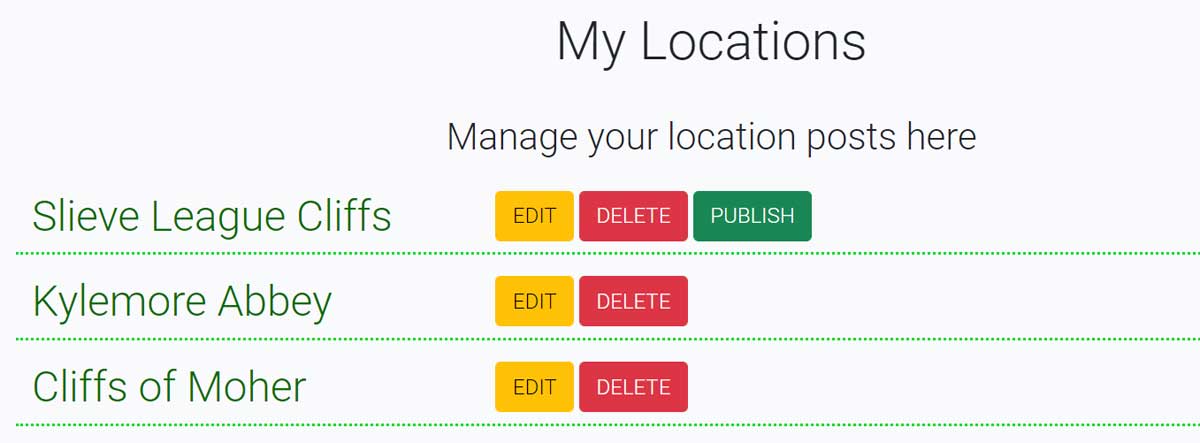 My Locations
Manage your location posts here
Slieve League Cliffs EDIT DELETE PUBLISH
Kylemore Abbey EDIT DELETE
Cliffs of Moher EDIT DELETE